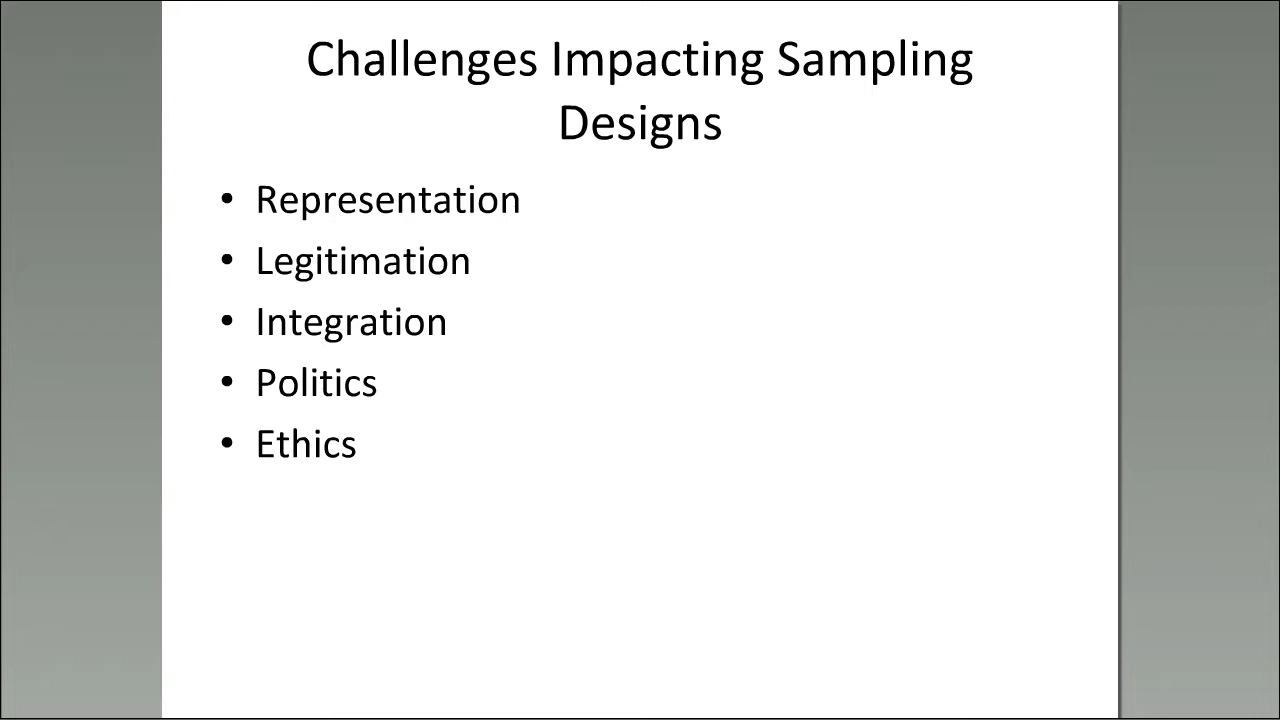 Challenges Impacting Sampling
Designs
• Representation
• Legitimation
• Integration
• Politics
• Ethics